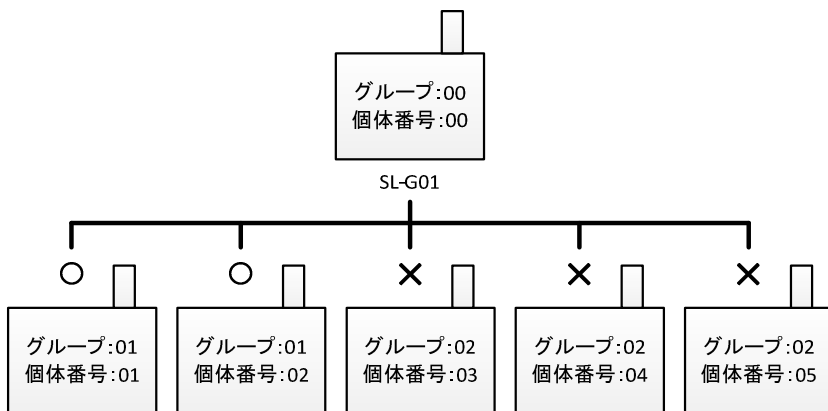 グループ:00
個体番号:00
SL-G01
○ ○ × × ×
グループ:01
個体番号:01
グループ:01
個体番号:02
グループ:02
個体番号:03
グループ:02
個体番号:04
グループ:02
個体番号:05